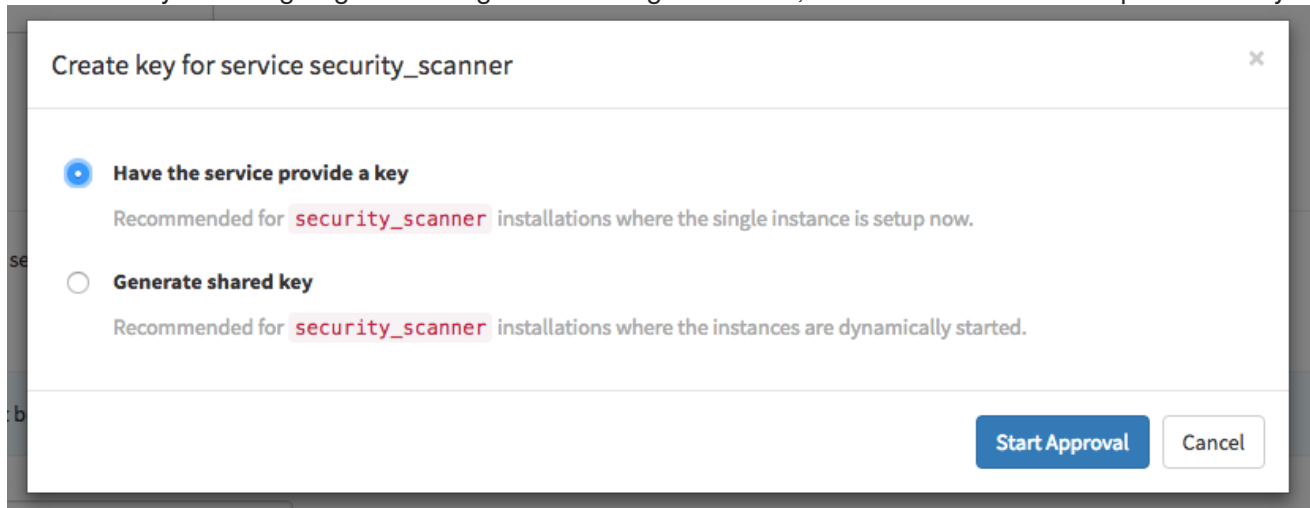 Create key for service security_scanner
×
Have the service provide a key
Recommended for security_scanner installations where the single instance is setup now.
se
Generate shared key
Recommended for security_scanner installations where the instances are dynamically started.
Start Approval
Cancel